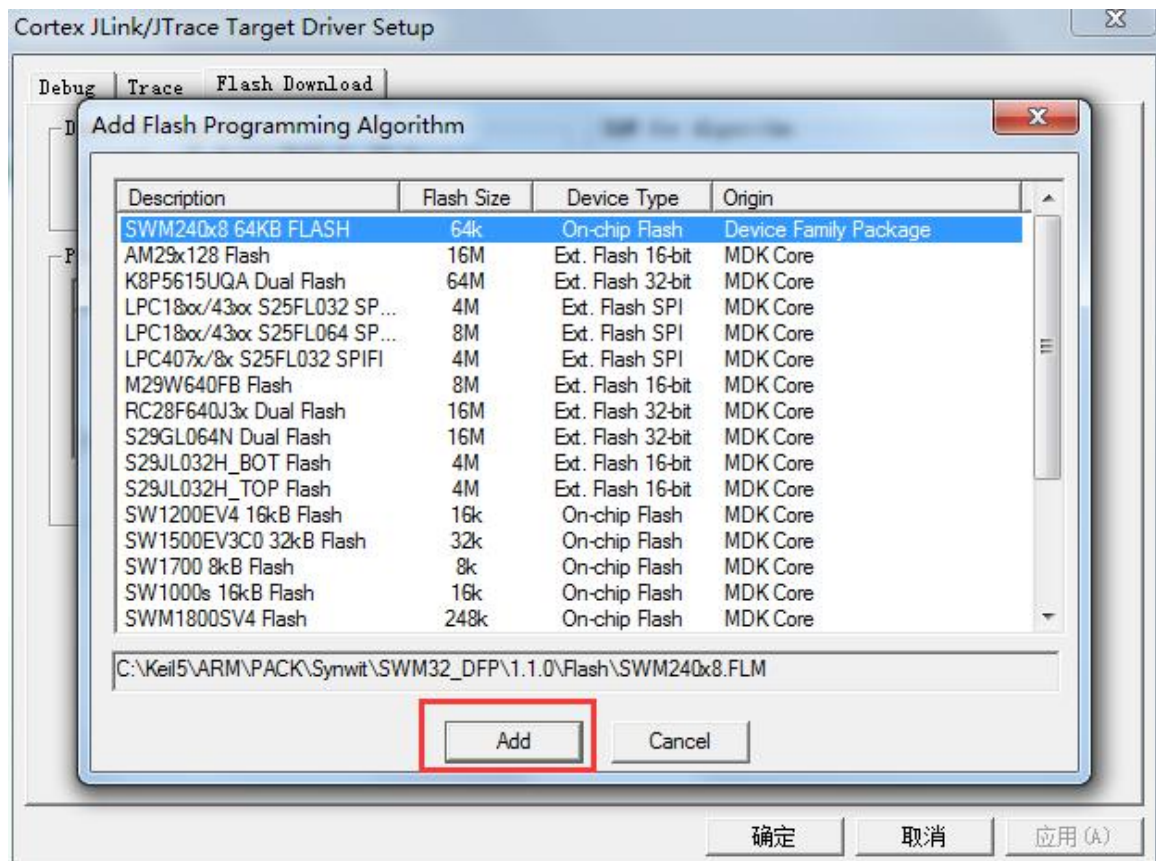 Cortex JLink/JTrace Target Driver Setup
Debug Trace Flash Download
D
Add Flash Programming Algorithm
Description Flash Size Device Type Origin
SWM240x8 64KB FLASH 64k On-chip Flash Device Family Package
AM29x128 Flash 16M Ext. Flash 16-bit MDK Core
K8P5615UQA Dual Flash 64M Ext. Flash 32-bit MDK Core
LPC18xx/43xx S25FL032 SP... 4M Ext. Flash SPI MDK Core
LPC18xx/43xx S25FL064 SP... 8M Ext. Flash SPI MDK Core
LPC407x/8x S25FL032 SPIFI 4M Ext. Flash SPI MDK Core
M29W640FB Flash 8M Ext. Flash 16-bit MDK Core
RC28F640J3x Dual Flash 16M Ext. Flash 32-bit MDK Core
S29GL064N Dual Flash 16M Ext. Flash 32-bit MDK Core
S29JL032H_BOT Flash 4M Ext. Flash 16-bit MDK Core
S29JL032H_TOP Flash 4M Ext. Flash 16-bit MDK Core
SW1200EV4 16kB Flash 16k On-chip Flash MDK Core
SW1500EV3C0 32kB Flash 32k On-chip Flash MDK Core
SW1700 8kB Flash 8k On-chip Flash MDK Core
SW1000s 16kB Flash 16k On-chip Flash MDK Core
SWM1800SV4 Flash 248k On-chip Flash MDK Core
P
C:\Keil5\ARM\PACK\Synwit\SWM32_DFP\1.1.0\Flash\SWM240x8.FLM
Add Cancel
确定 取消 应用(A)